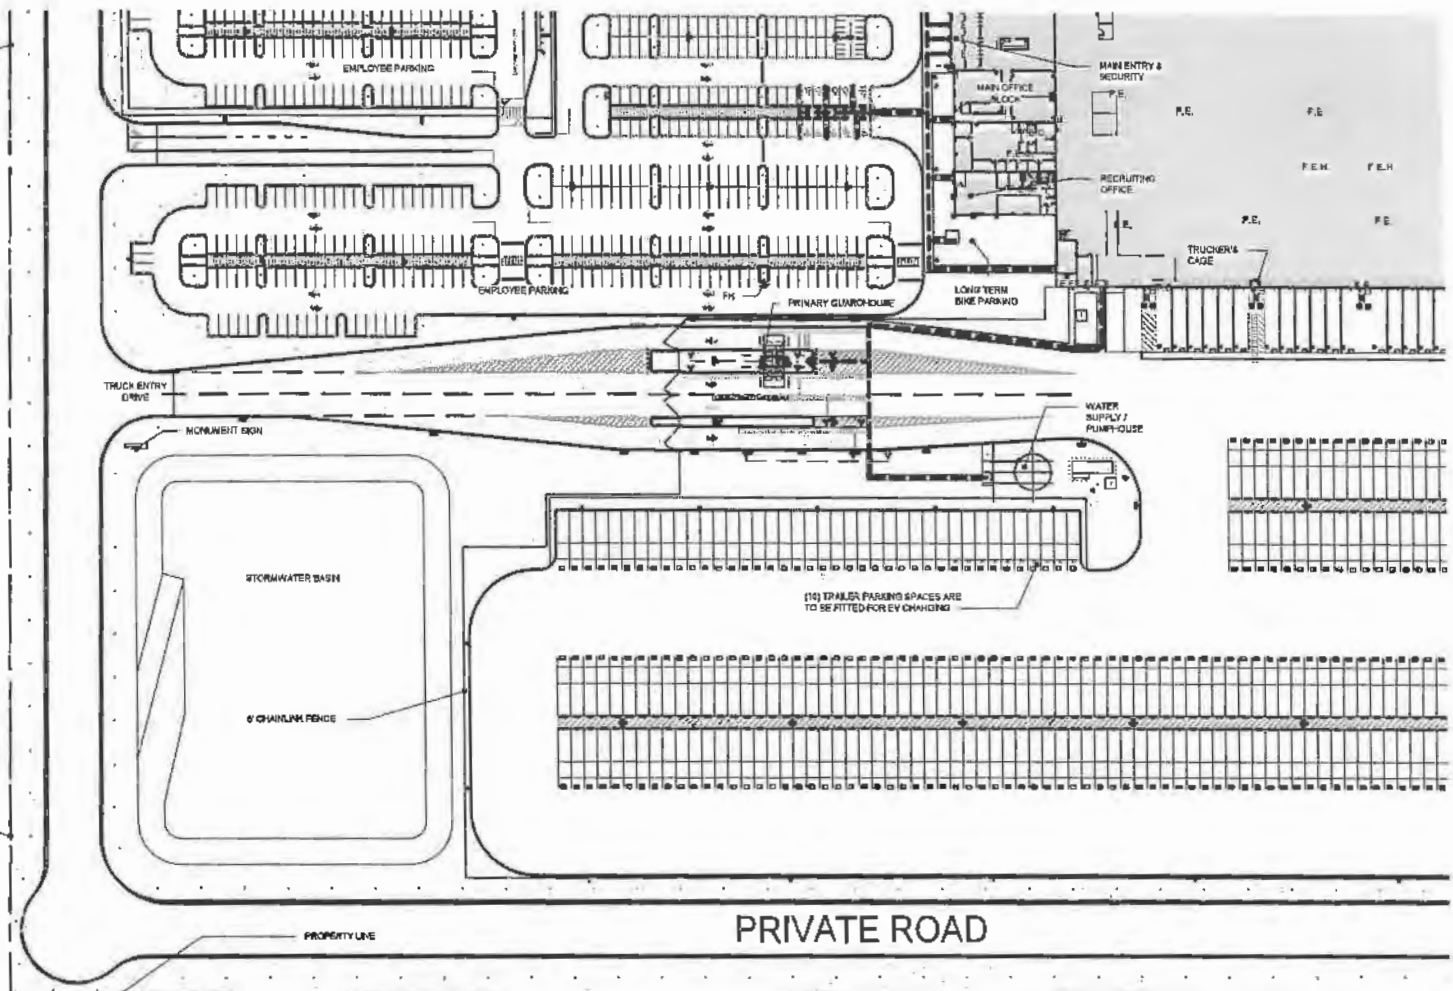 EMPLOYEE PARKING
MAIN ENTRY &
SECURITY
MAIN OFFICE
BLOCK
P.E.
P.E.
P.E.
F.E.H.
F.E.H
RECRUITING
OFFICE
P.E.
P.E.
P.E.
TRUCKER'S
CAGE
EMPLOYEE PARKING
FH
PRIMARY GUARDHOUSE
LONG TERM
BIKE PARKING
TRUCK ENTRY
DRIVE
MONUMENT SIGN
WATER
SUPPLY /
PUMPHOUSE
STORMWATER BASIN
(10) TRAILER PARKING SPACES ARE
TO BE FITTED FOR EV CHARGING
6' CHAINLINK FENCE
PRIVATE ROAD
PROPERTY LINE